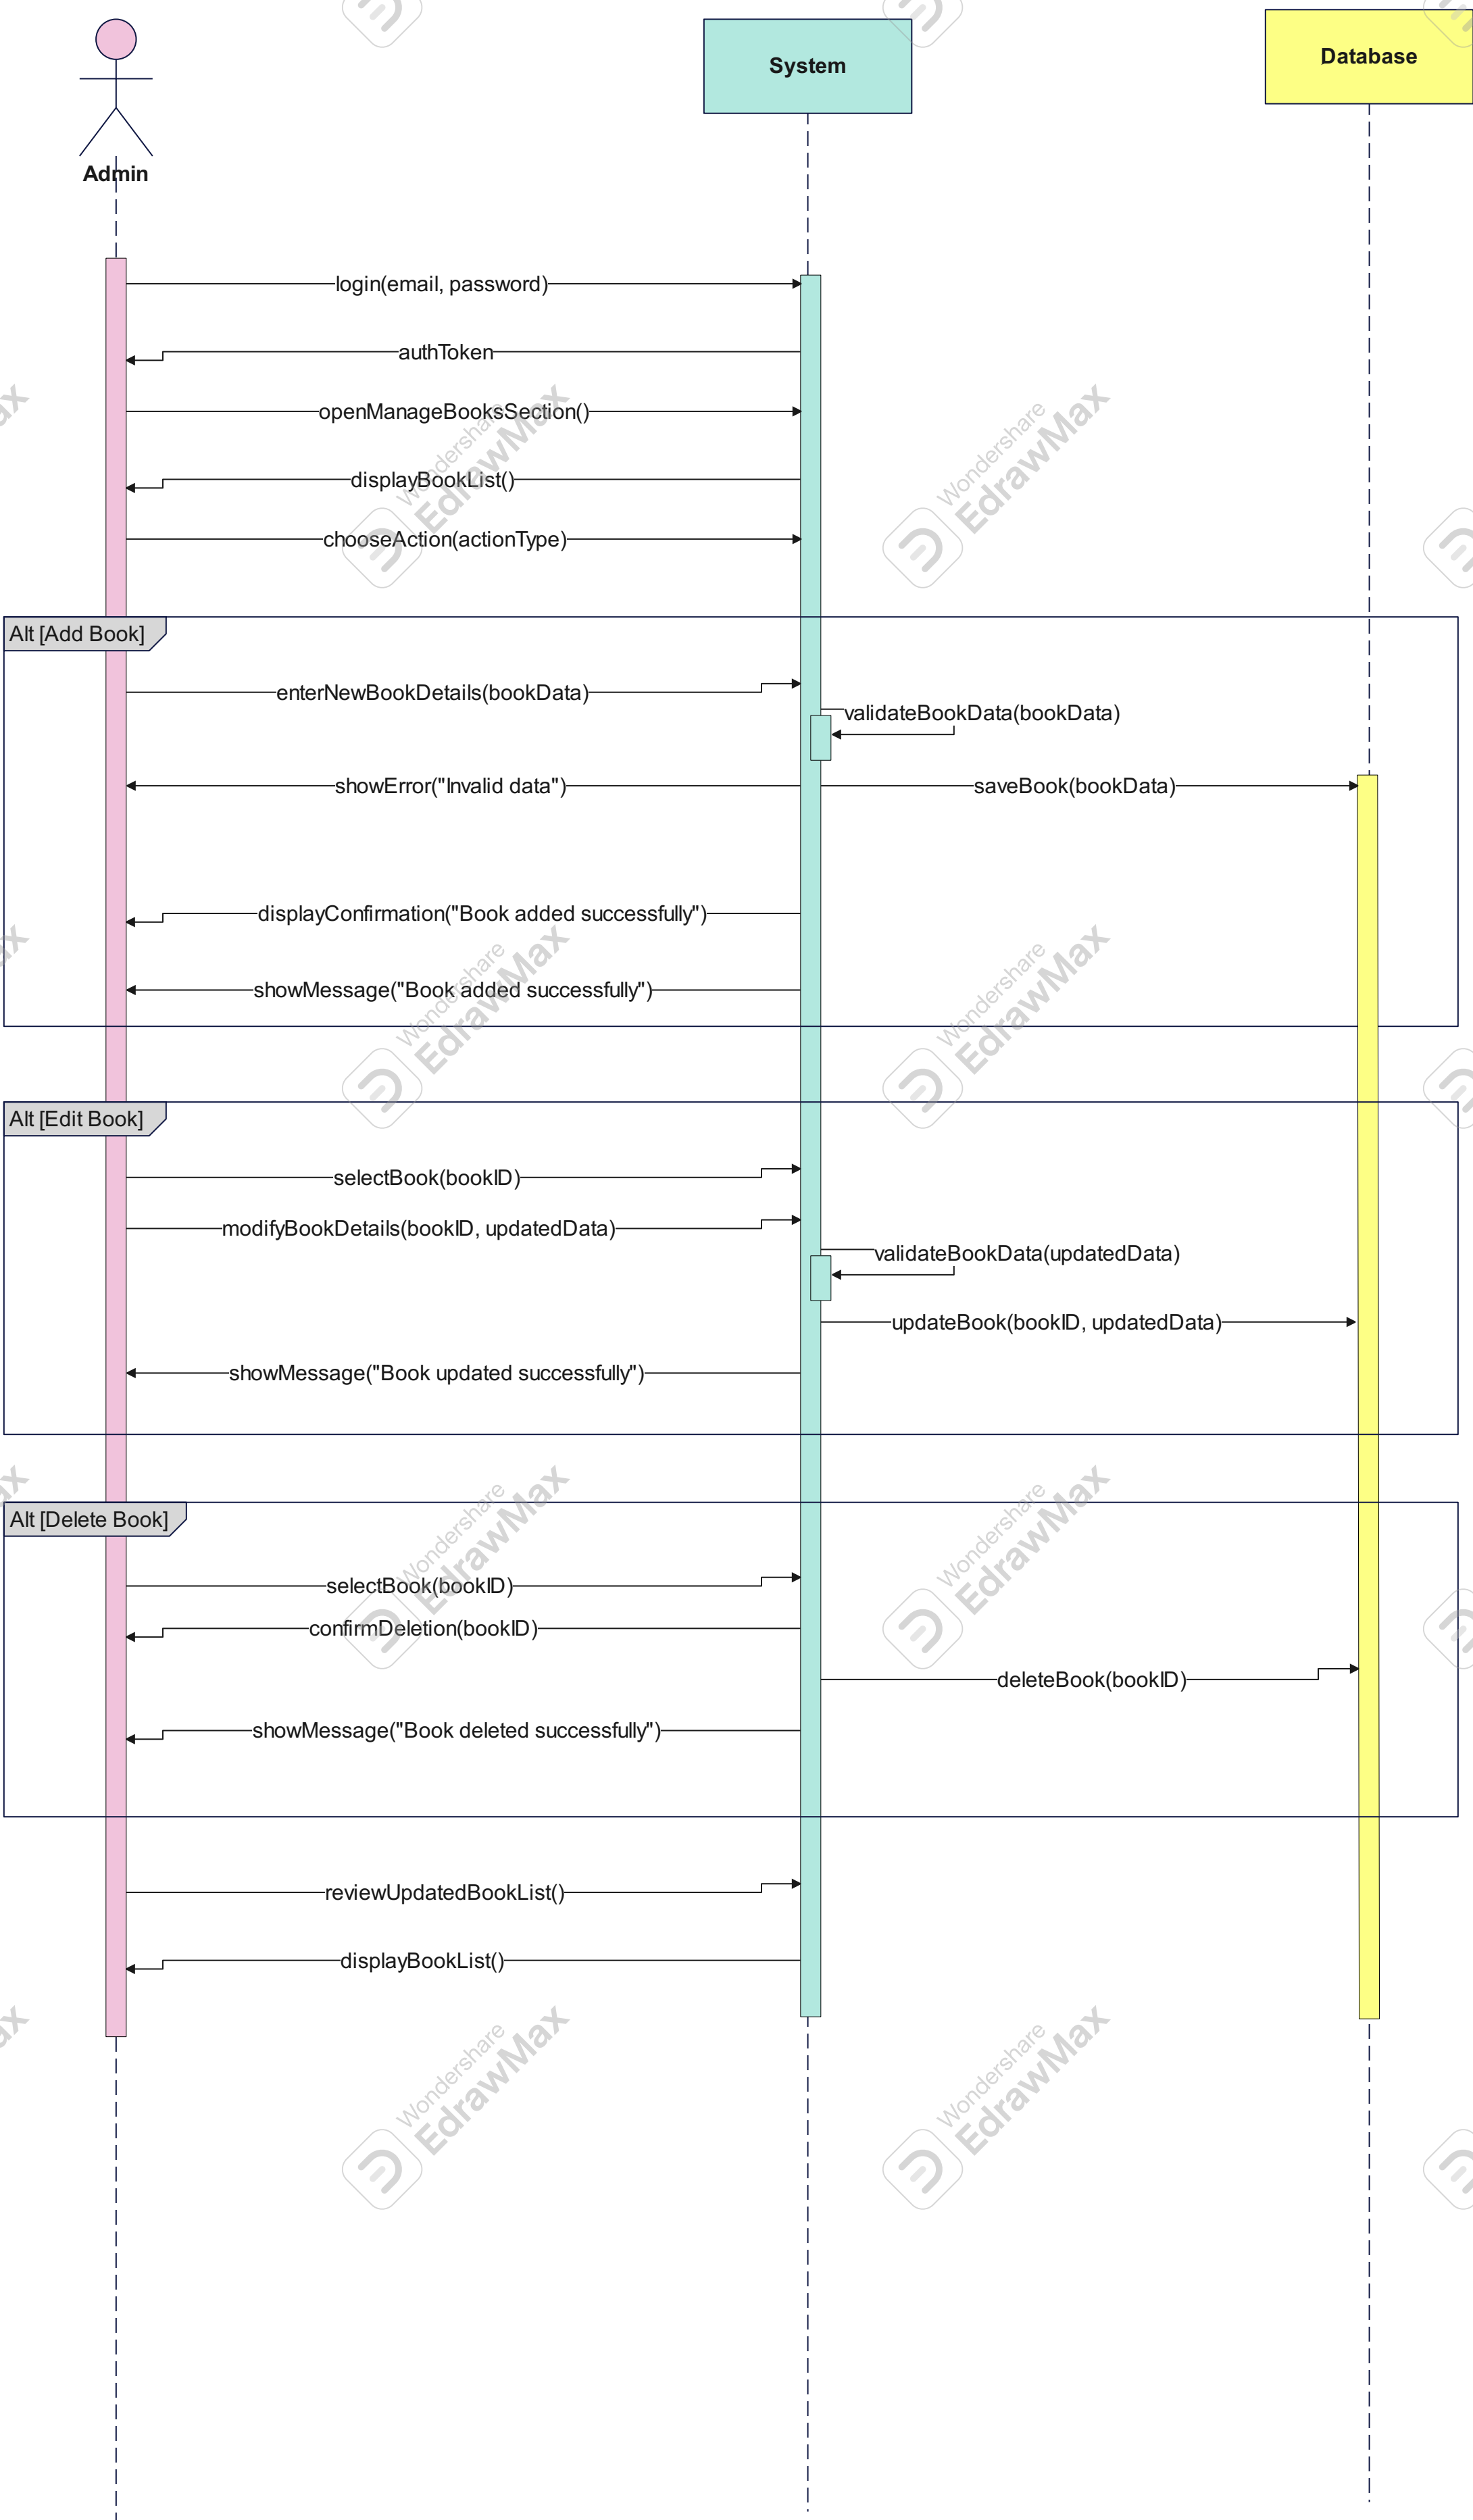 System
Database
Admin
login(email, password)
authToken
openManageBooksSection()
displayBookList()
chooseAction(actionType)
Alt [Add Book]
enterNewBookDetails(bookData)
validateBookData(bookData)
showError("Invalid data")
saveBook(bookData)
displayConfirmation("Book added successfully")
showMessage("Book added successfully")
Alt [Edit Book]
selectBook(bookID)
modifyBookDetails(bookID, updatedData)
validateBookData(updatedData)
updateBook(bookID, updatedData)
showMessage("Book updated successfully")
Alt [Delete Book]
selectBook(bookID)
confirmDeletion(bookID)
deleteBook(bookID)
showMessage("Book deleted successfully")
reviewUpdatedBookList()
displayBookList()
Wondershare
EdrawMax
Wondershare
EdrawMax
Wondershare
EdrawMax
Wondershare
EdrawMax
Wondershare
EdrawMax
Wondershare
EdrawMax
Wondershare
EdrawMax
Wondershare
EdrawMax